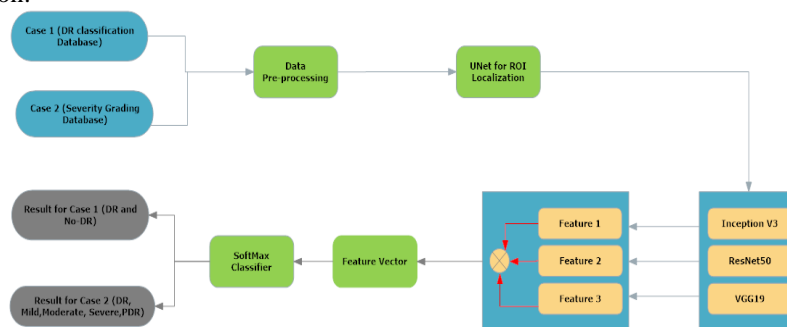 on.
Case 1 (DR classification
Database)
Data
Pre-processing
UNet for ROI
Localization
Case 2 (Severity Grading
Database)
Result for Case 1 (DR and
No-DR)
SoftMax
Classifier
Feature Vector
Feature 1
Feature 2
Feature 3
Inception V3
ResNet50
VGG19
Result for Case 2 (DR,
Mild,Moderate, Severe,PDR)